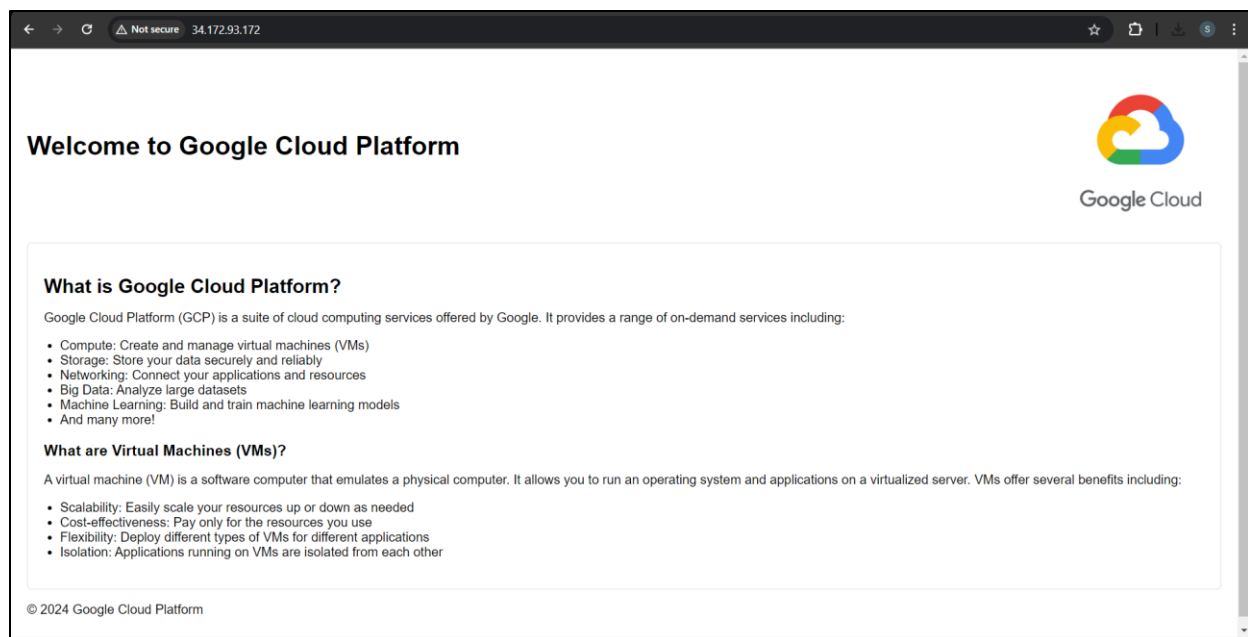 Not secure 34.172.93.172
S
Welcome to Google Cloud Platform
Google Cloud
What is Google Cloud Platform?
Google Cloud Platform (GCP) is a suite of cloud computing services offered by Google. It provides a range of on-demand services including:
• Compute: Create and manage virtual machines (VMs)
• Storage: Store your data securely and reliably
• Networking: Connect your applications and resources
• Big Data: Analyze large datasets
• Machine Learning: Build and train machine learning models
• And many more!
What are Virtual Machines (VMs)?
A virtual machine (VM) is a software computer that emulates a physical computer. It allows you to run an operating system and applications on a virtualized server. VMs offer several benefits including:
• Scalability: Easily scale your resources up or down as needed
• Cost-effectiveness: Pay only for the resources you use
• Flexibility: Deploy different types of VMs for different applications
• Isolation: Applications running on VMs are isolated from each other
© 2024 Google Cloud Platform